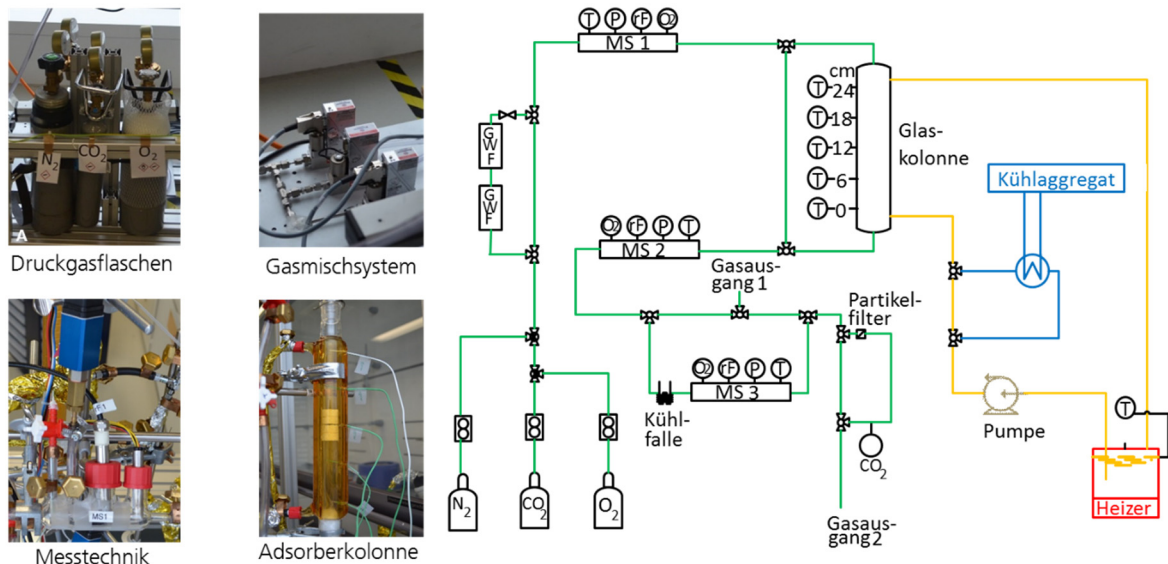 N2
CO2
O2
A
Druckgasflaschen
Gasmischsystem
F1
MS1
Messtechnik
Adsorberkolonne
T P rF O2
MS 1
cm
T 24
T 18
T 12
T 6
T 0
Glas-
kolonne
GWF
GWF
Kühlaggregat
O2 rF P T
MS 2
Gasaus-
gang 1
Partikel-
filter
O2 rF P T
MS 3
Kühl-
falle
CO2
Pumpe
T
Heizer
N2
CO2
O2
Gasaus-
gang2